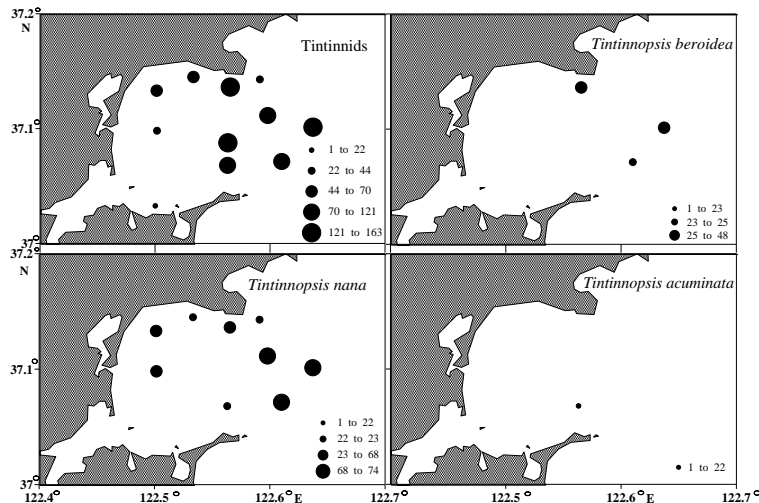 37.2°
N
Tintinnids
37.1°
1 to 22
22 to 44
44 to 70
70 to 121
121 to 163
37°
Tintinnopsis beroidea
1 to 23
23 to 25
25 to 48
37.2°
N
Tintinnopsis nana
37.1°
1 to 22
22 to 23
23 to 68
68 to 74
37°
Tintinnopsis acuminata
1 to 22
122.4° 122.5° 122.6° E 122.7° 122.5° 122.6° E 122.7°